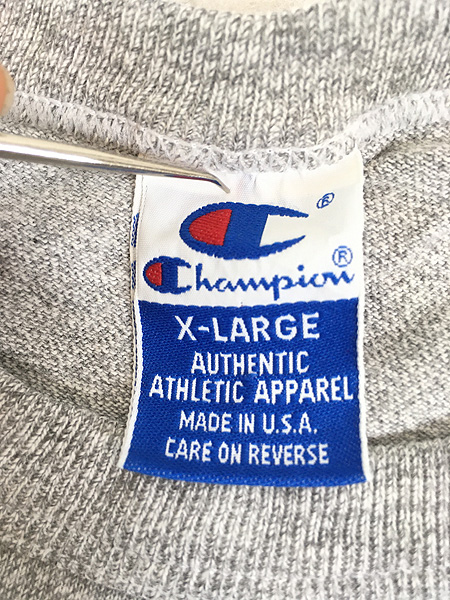 ®
Champion®
X-LARGE
AUTHENTIC
ATHLETIC APPAREL
MADE IN U.S.A.
CARE ON REVERSE